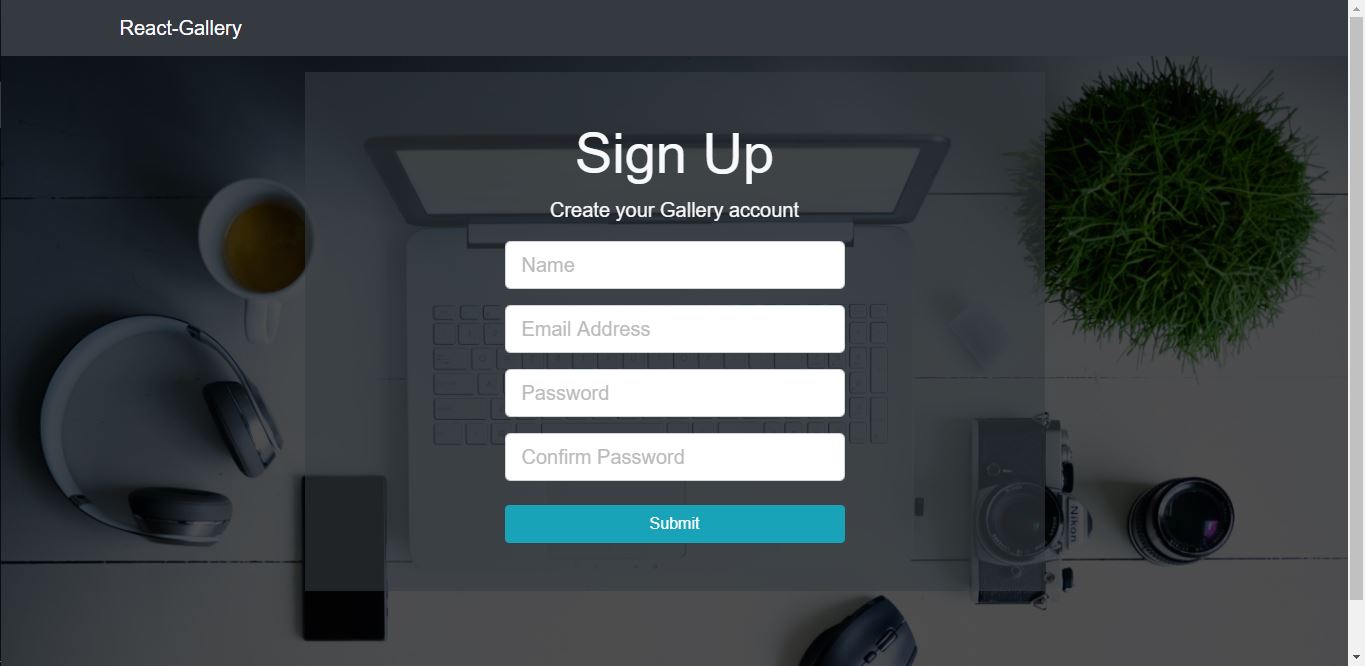 React-Gallery
Sign Up
Create your Gallery account
Name
Email Address
Password
Confirm Password
Submit
Nikon